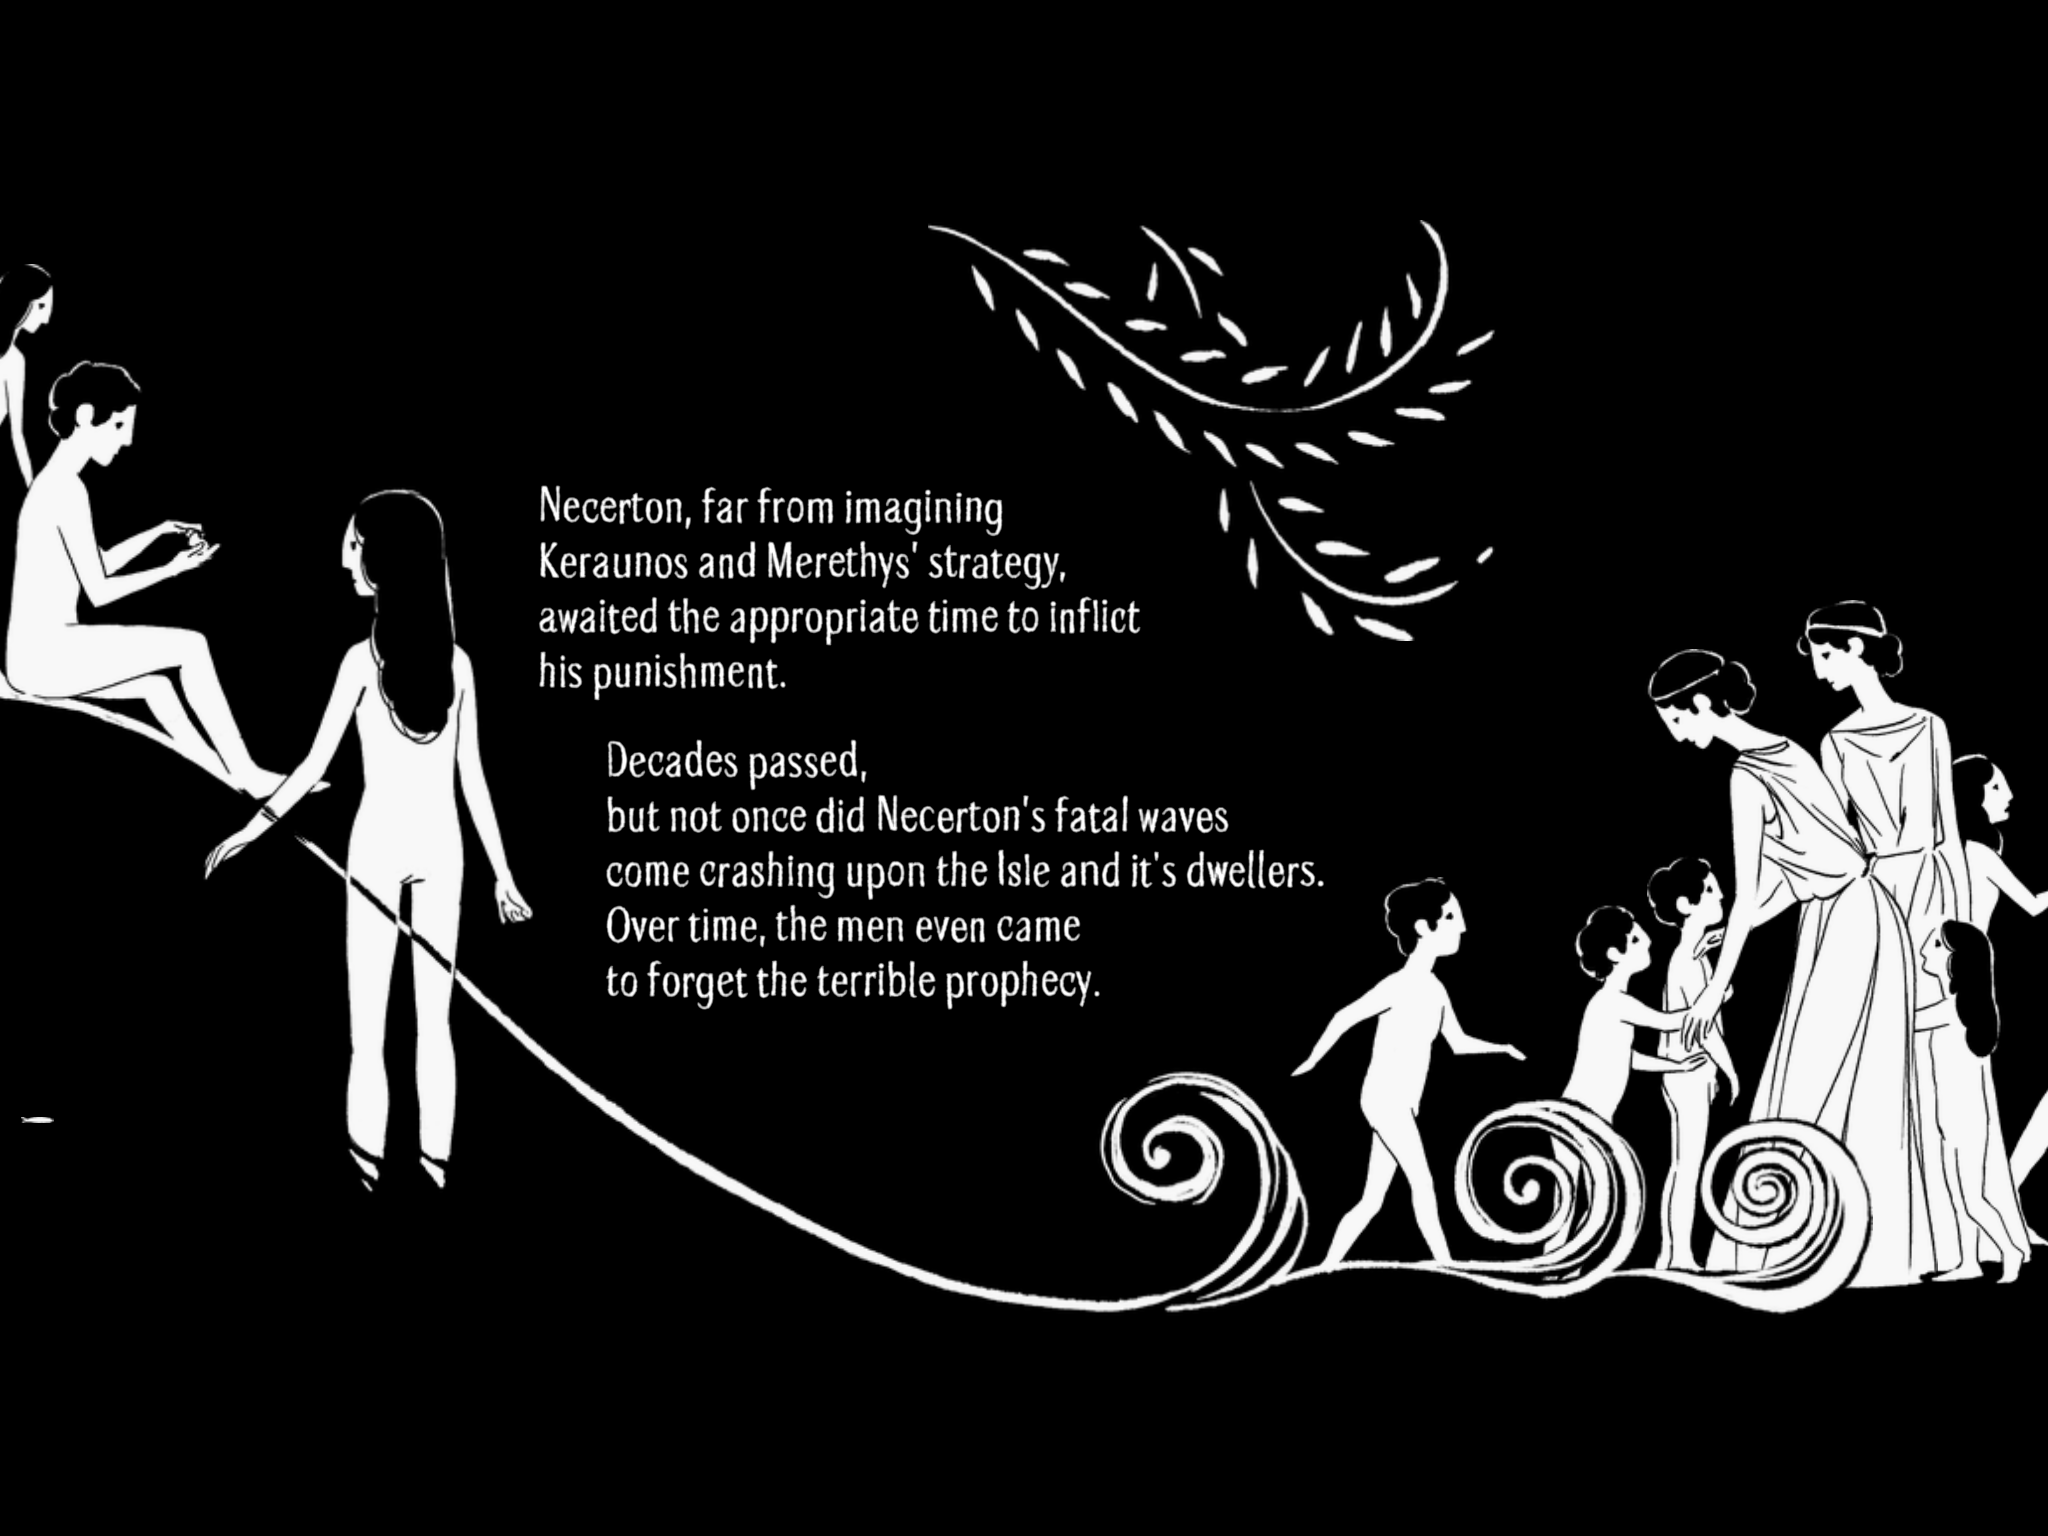 Necerton, far from imagining
Keraunos and Merethys' strategy,
awaited the appropriate time to inflict
his punishment.
Decades passed,
but not once did Necerton's fatal waves
come crashing upon the Isle and it's dwellers.
Over time, the men even came
to forget the terrible prophecy.